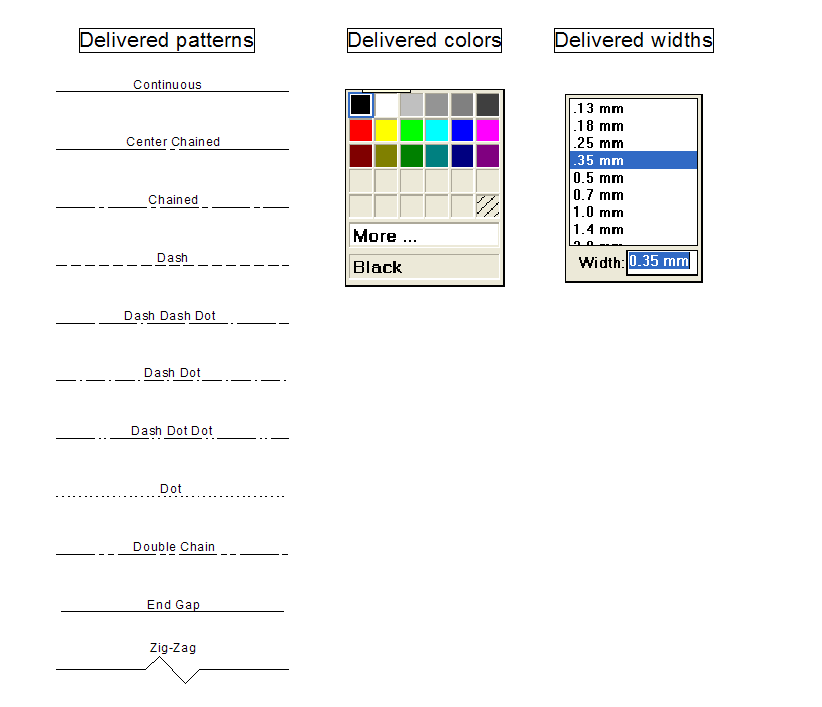 Delivered patterns
Continuous
Center Chained
Chained
Dash
Dash Dash Dot
Dash Dot
Dash Dot Dot
Dot
Double Chain
End Gap
Zig-Zag
Delivered colors
More ...
Black
Delivered widths
.13 mm
.18 mm
.25 mm
.35 mm
0.5 mm
0.7 mm
1.0 mm
1.4 mm
Width: 0.35 mm